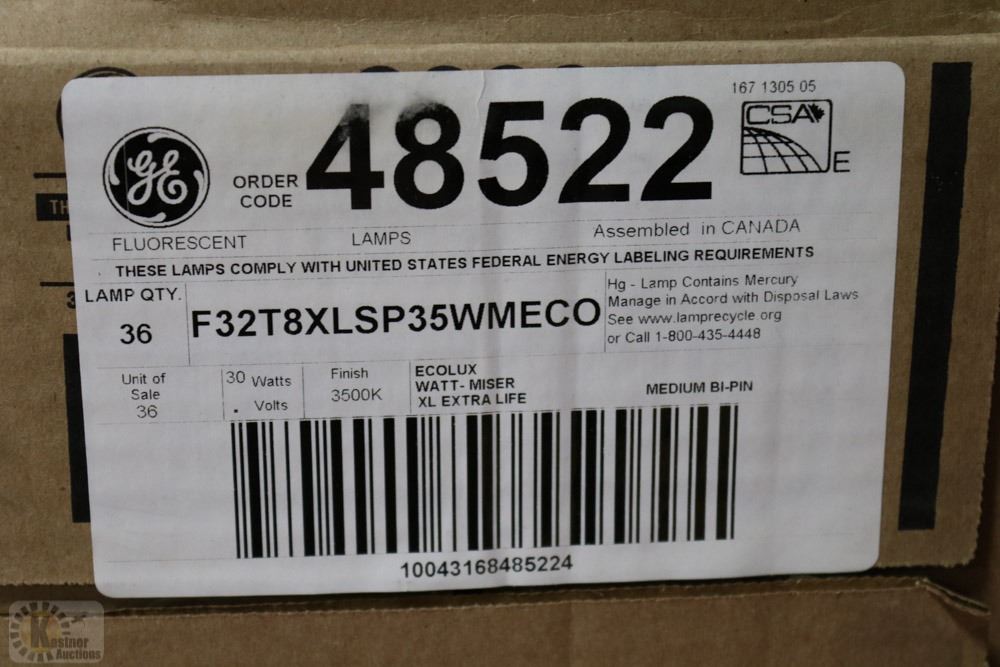 167 1305 05
GE
ORDER CODE 48522
CSA
E
FLUORESCENT LAMPS Assembled in CANADA
THESE LAMPS COMPLY WITH UNITED STATES FEDERAL ENERGY LABELING REQUIREMENTS
LAMP QTY.
36
F32T8XLSP35WMECO
Hg - Lamp Contains Mercury
Manage in Accord with Disposal Laws
See www.lamprecycle.org
or Call 1-800-435-4448
Unit of
Sale
36
30 Watts
. Volts
Finish
3500K
ECOLUX
WATT- MISER
XL EXTRA LIFE
MEDIUM BI-PIN
10043168485224
TH
3
Kastner
Auctions